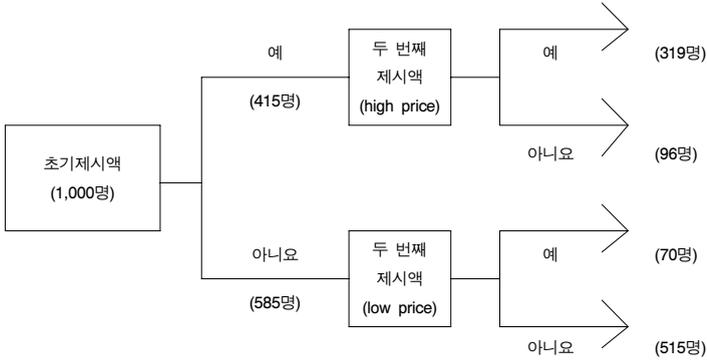 예
(415명)
두 번째
제시액
(high price)
예
(319명)
아니요
(96명)
초기제시액
(1,000명)
아니요
(585명)
두 번째
제시액
(low price)
예
(70명)
아니요
(515명)